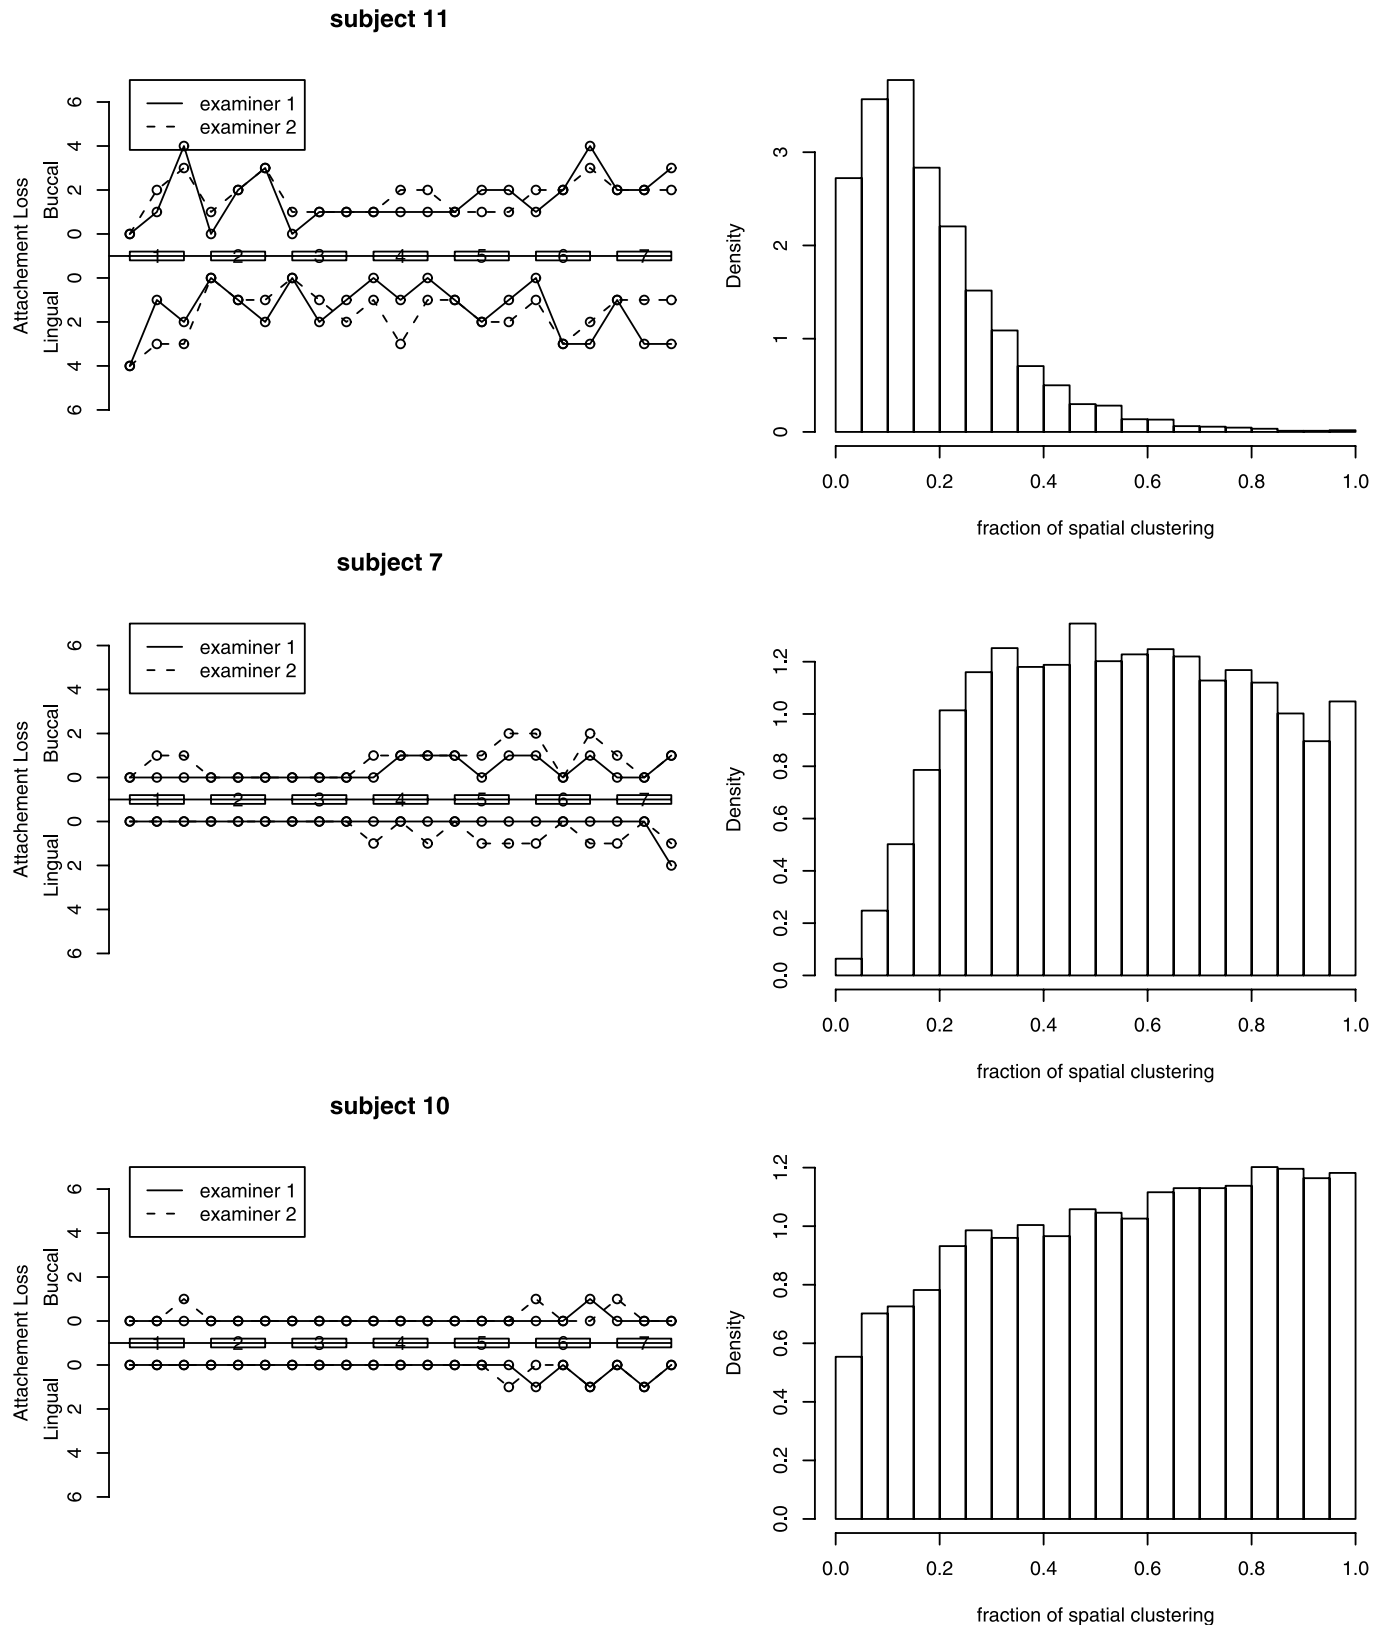 subject 11
examiner 1
examiner 2
Attachement Loss
Lingual Buccal
6 4 2 0 0 2 4 6
1 2 3 4 5 6 7
Density
0 1 2 3
0.0 0.2 0.4 0.6 0.8 1.0
fraction of spatial clustering
subject 7
examiner 1
examiner 2
Attachement Loss
Lingual Buccal
6 4 2 0 0 2 4 6
1 2 3 4 5 6 7
Density
0.0 0.2 0.4 0.6 0.8 1.0 1.2
0.0 0.2 0.4 0.6 0.8 1.0
fraction of spatial clustering
subject 10
examiner 1
examiner 2
Attachement Loss
Lingual Buccal
6 4 2 0 0 2 4 6
1 2 3 4 5 6 7
Density
0.0 0.2 0.4 0.6 0.8 1.0 1.2
0.0 0.2 0.4 0.6 0.8 1.0
fraction of spatial clustering